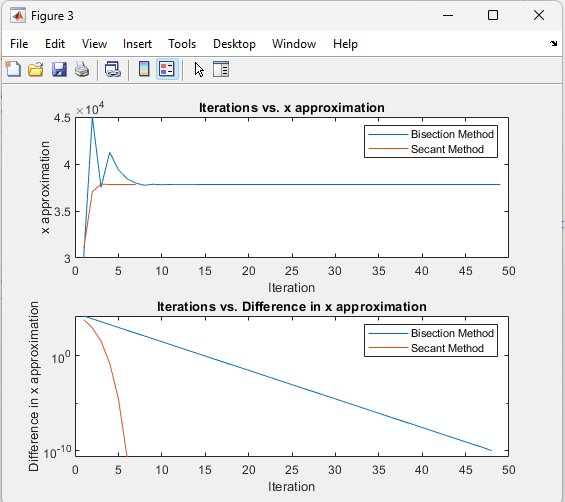 Figure 3
File Edit View Insert Tools Desktop Window Help
Iterations vs. x approximation
×10^4
4.5
4
3.5
3
x approximation
Bisection Method
Secant Method
0 5 10 15 20 25 30 35 40 45 50
Iteration
Iterations vs. Difference in x approximation
10^0
10^-10
Difference in x approximation
Bisection Method
Secant Method
0 5 10 15 20 25 30 35 40 45 50
Iteration